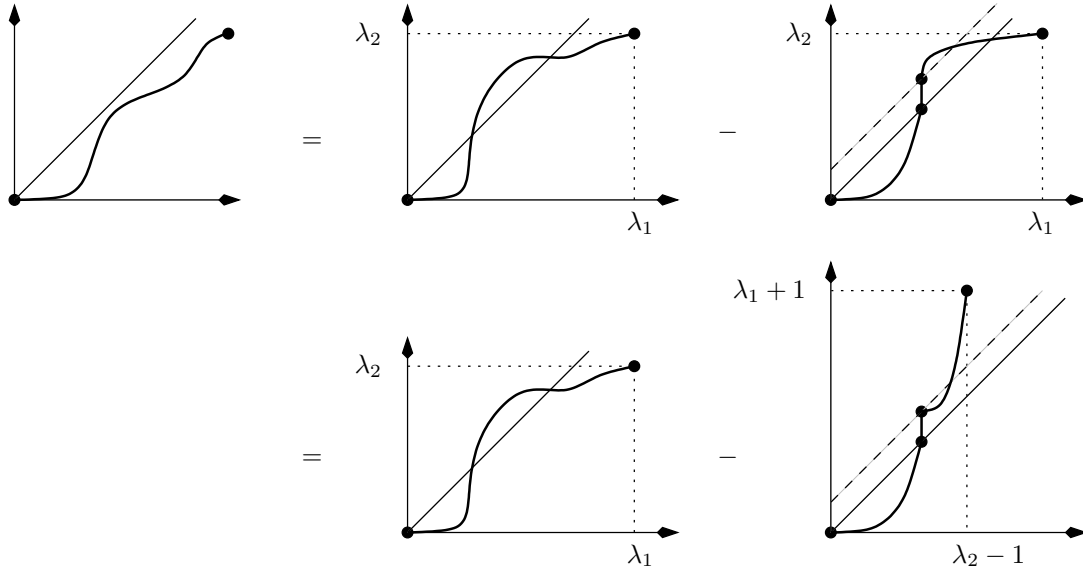 λ₂ λ₂
= −
λ₁ λ₁
λ₁ + 1
λ₂
= −
λ₁ λ₂ − 1